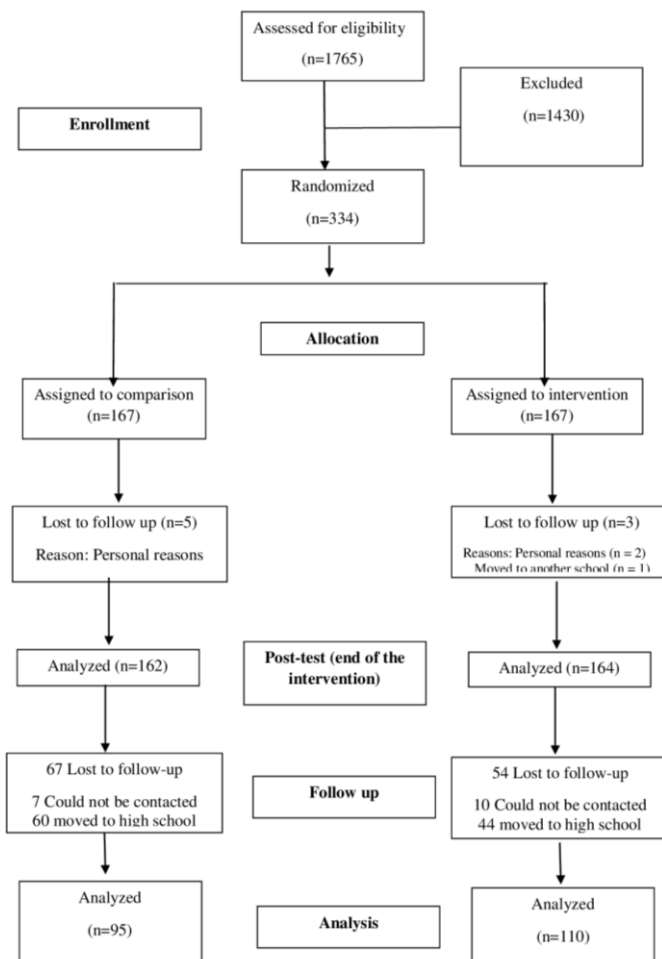 Assessed for eligibility
(n=1765)
Excluded
(n=1430)
Enrollment
Randomized
(n=334)
Allocation
Assigned to comparison
(n=167)
Assigned to intervention
(n=167)
Lost to follow up (n=5)
Reason: Personal reasons
Lost to follow up (n=3)
Reasons: Personal reasons (n = 2)
Moved to another school (n = 1)
Analyzed (n=162)
Post-test (end of the
intervention)
Analyzed (n=164)
67 Lost to follow-up
7 Could not be contacted
60 moved to high school
Follow up
54 Lost to follow-up
10 Could not be contacted
44 moved to high school
Analyzed
(n=95)
Analysis
Analyzed
(n=110)